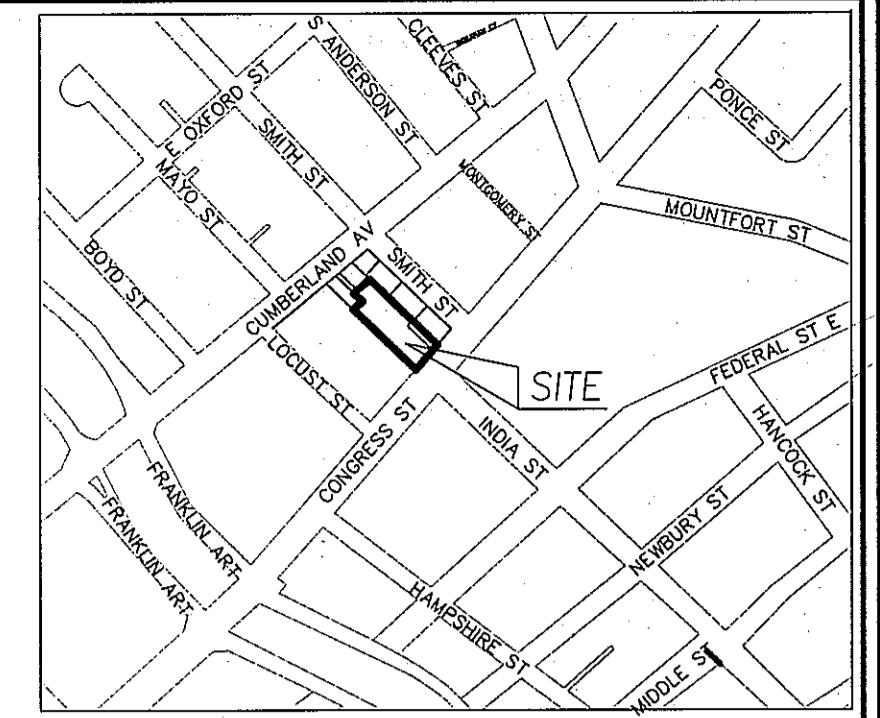 S ANDERSON ST
CLEEVES ST
E OXFORD ST
SMITH ST
PONCE ST
MAYO ST
MONTGOMERY ST
MOUNTFORT ST
BOYD ST
CUMBERLAND AV
SMITH ST
LOCUST ST
SITE
FEDERAL ST E
CONGRESS ST
INDIA ST
HANCOCK ST
FRANKLIN ART
FRANKLIN ART
NEWBURY ST
HAMPSHIRE ST
MIDDLE ST